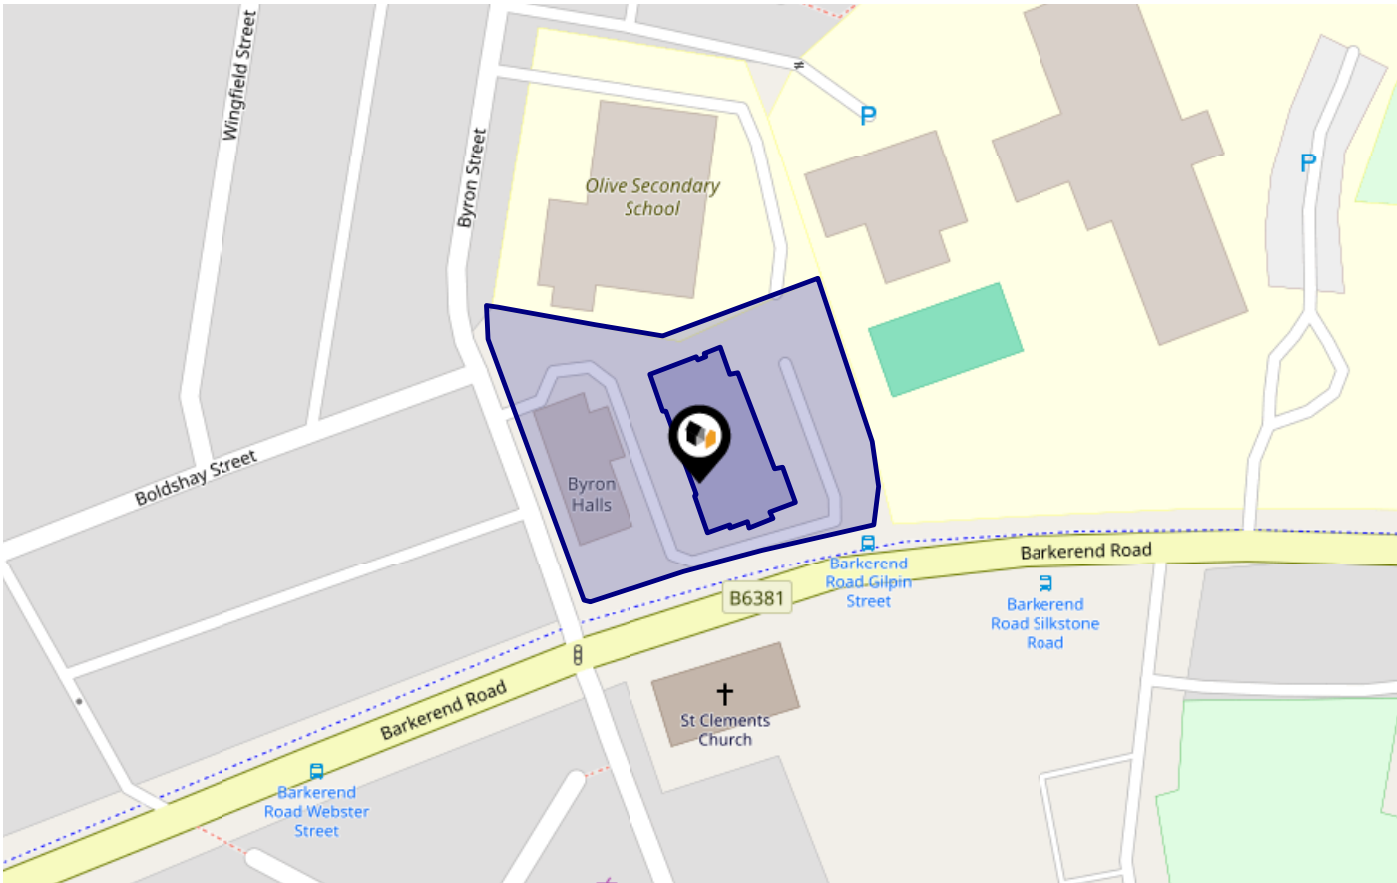 Wingfield Street
Byron Street
P
P
Olive Secondary
School
Boldshay Street
Byron
Halls
Barkerend Road
Barkerend
Road Gilpin
Street
B6381
Barkerend
Road Silkstone
Road
Barkerend Road
St Clements
Church
Barkerend
Road Webster
Street